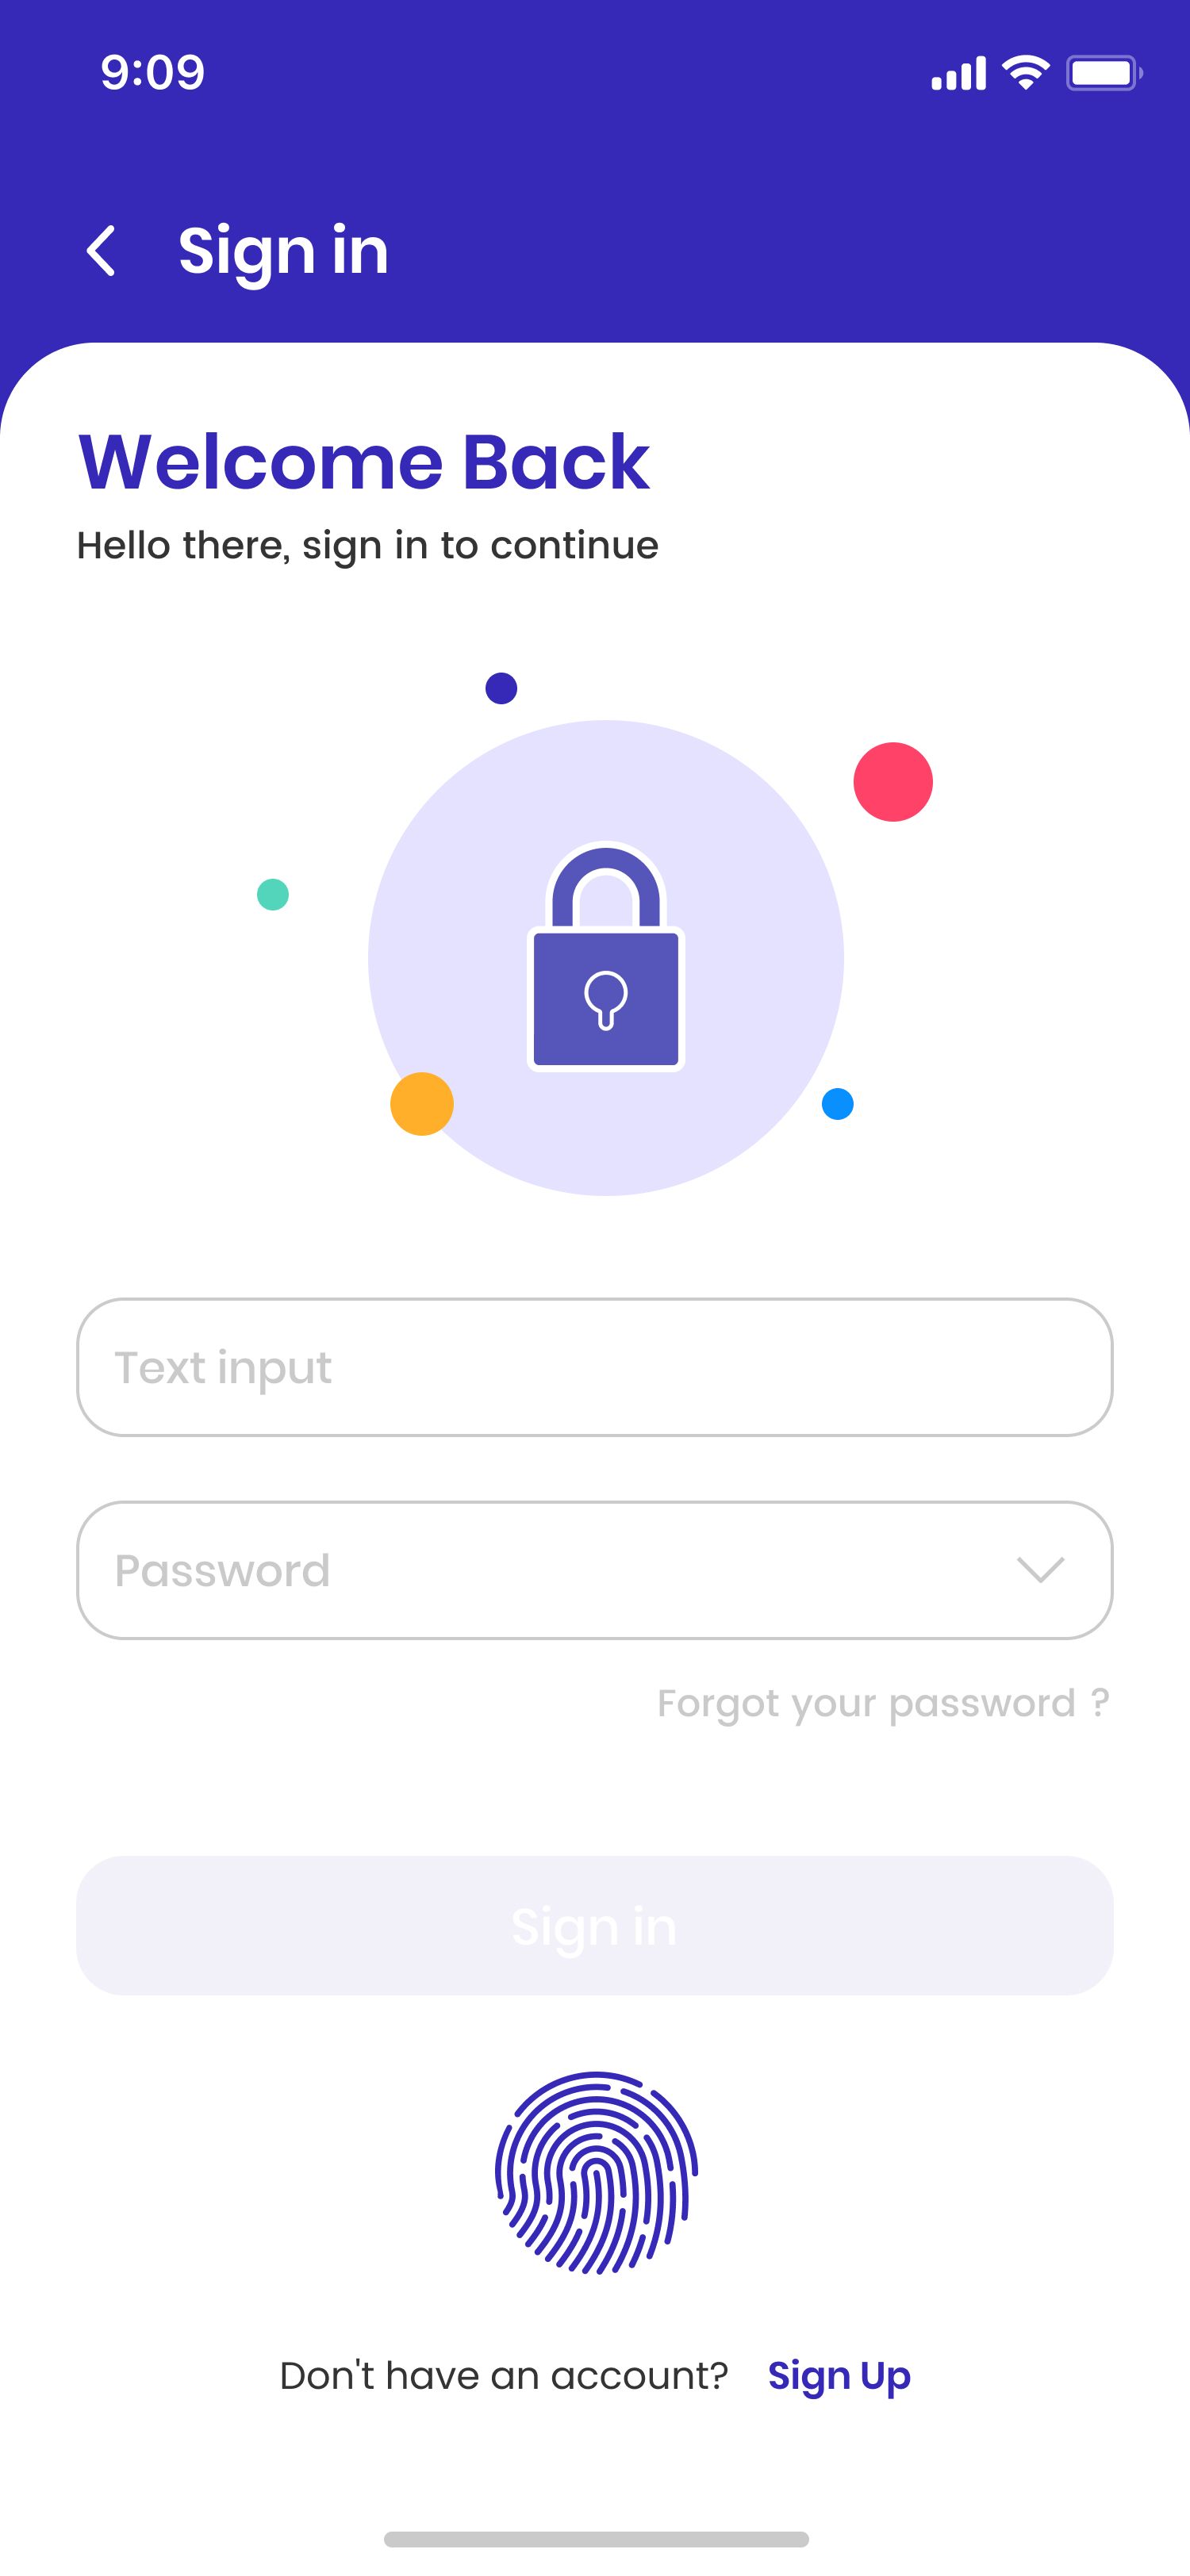 9:09
Sign in
Welcome Back
Hello there, sign in to continue
Text input
Password
Forgot your password ?
Sign in
Don't have an account? Sign Up